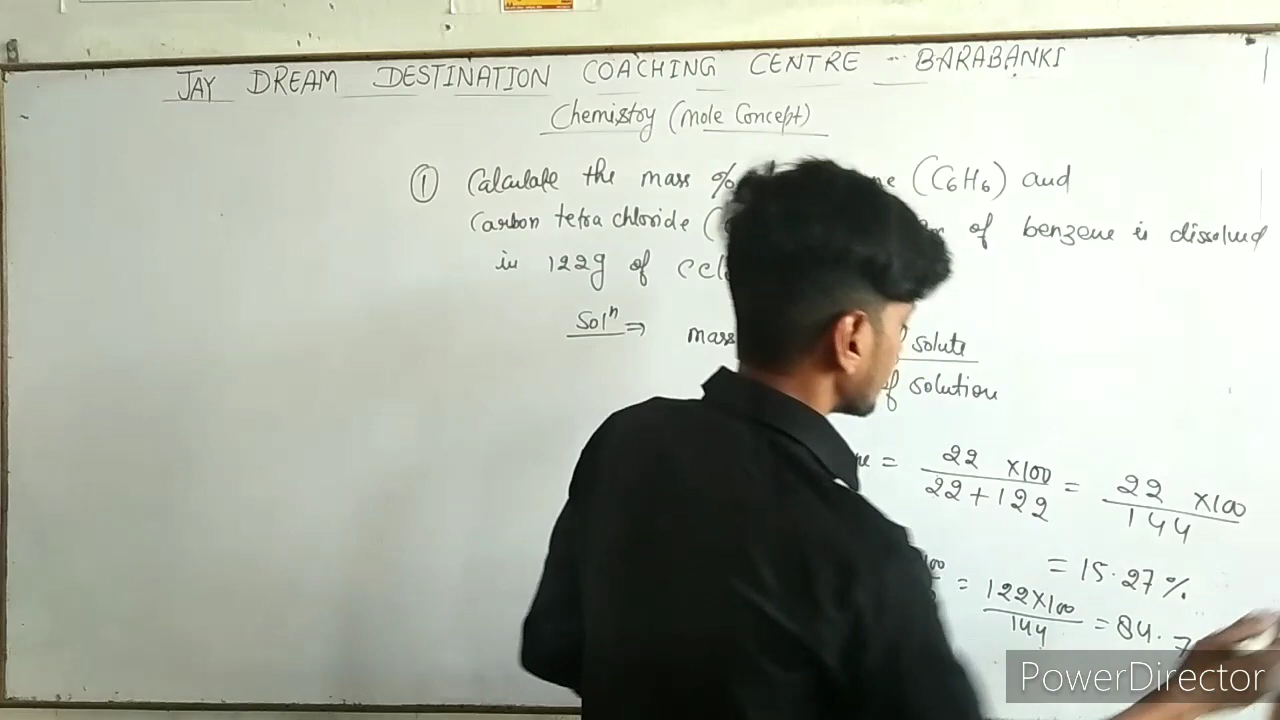 JAY DREAM DESTINATION COACHING CENTRE - BARABANKI
Chemistry (Mole Concept)
① Calculate the mass % (C6H6) and
Carbon tetra chloride ( of benzene is dissolved
in 122g of ccl
Solⁿ ⇒ mass solute
of solution
= 22 ×100 / 22+122 = 22 ×100 / 144
= 15.27%
= 122×100 / 144 = 84.7
PowerDirector